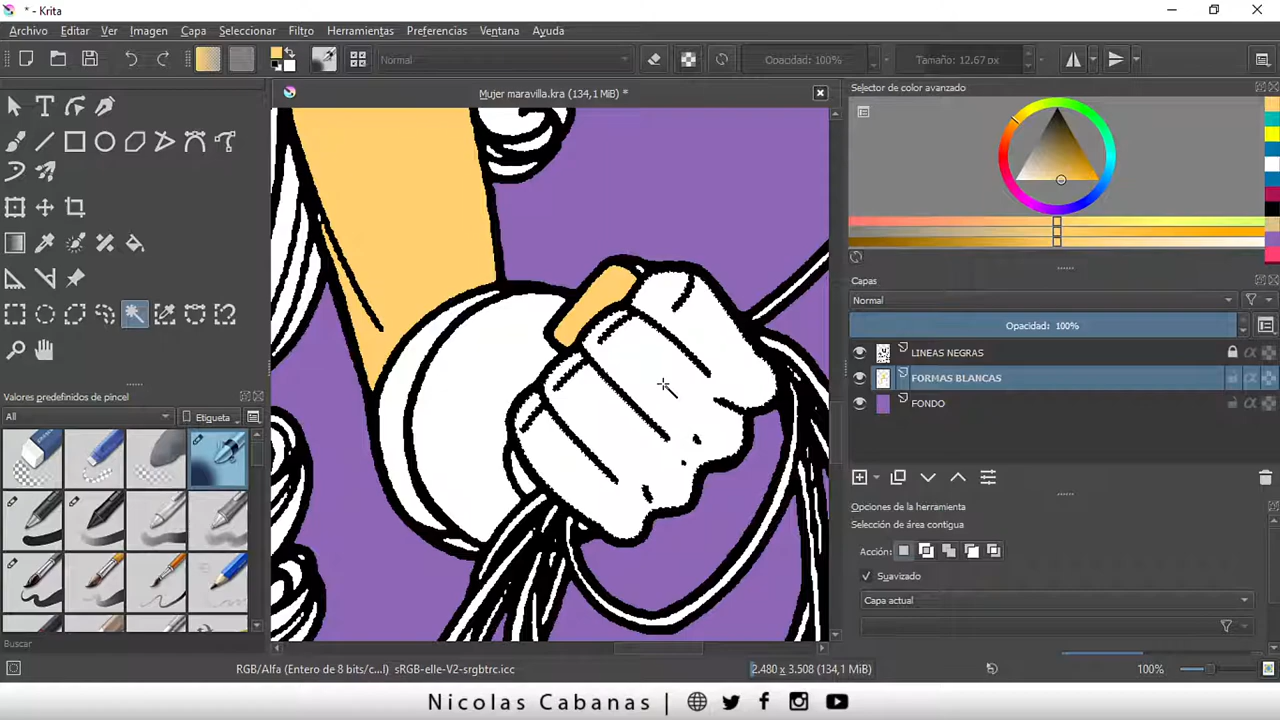 * - Krita
Archivo Editar Ver Imagen Capa Seleccionar Filtro Herramientas Preferencias Ventana Ayuda
Normal Opacidad: 100% Tamaño: 12.67 px
Mujer maravilla.kra (134,1 MiB) *
Selector de color avanzado
Capas
Normal
Opacidad: 100%
LINEAS NEGRAS
FORMAS BLANCAS
FONDO
Valores predefinidos de pincel
All Etiqueta
Buscar
Opciones de la herramienta
Selección de área contigua
Acción:
Suavizado
Capa actual
RGB/Alfa (Entero de 8 bits/c...l) sRGB-elle-V2-srgbtrc.icc 2.480 x 3.508 (134,1 MiB) 100%
Nicolas Cabanas |